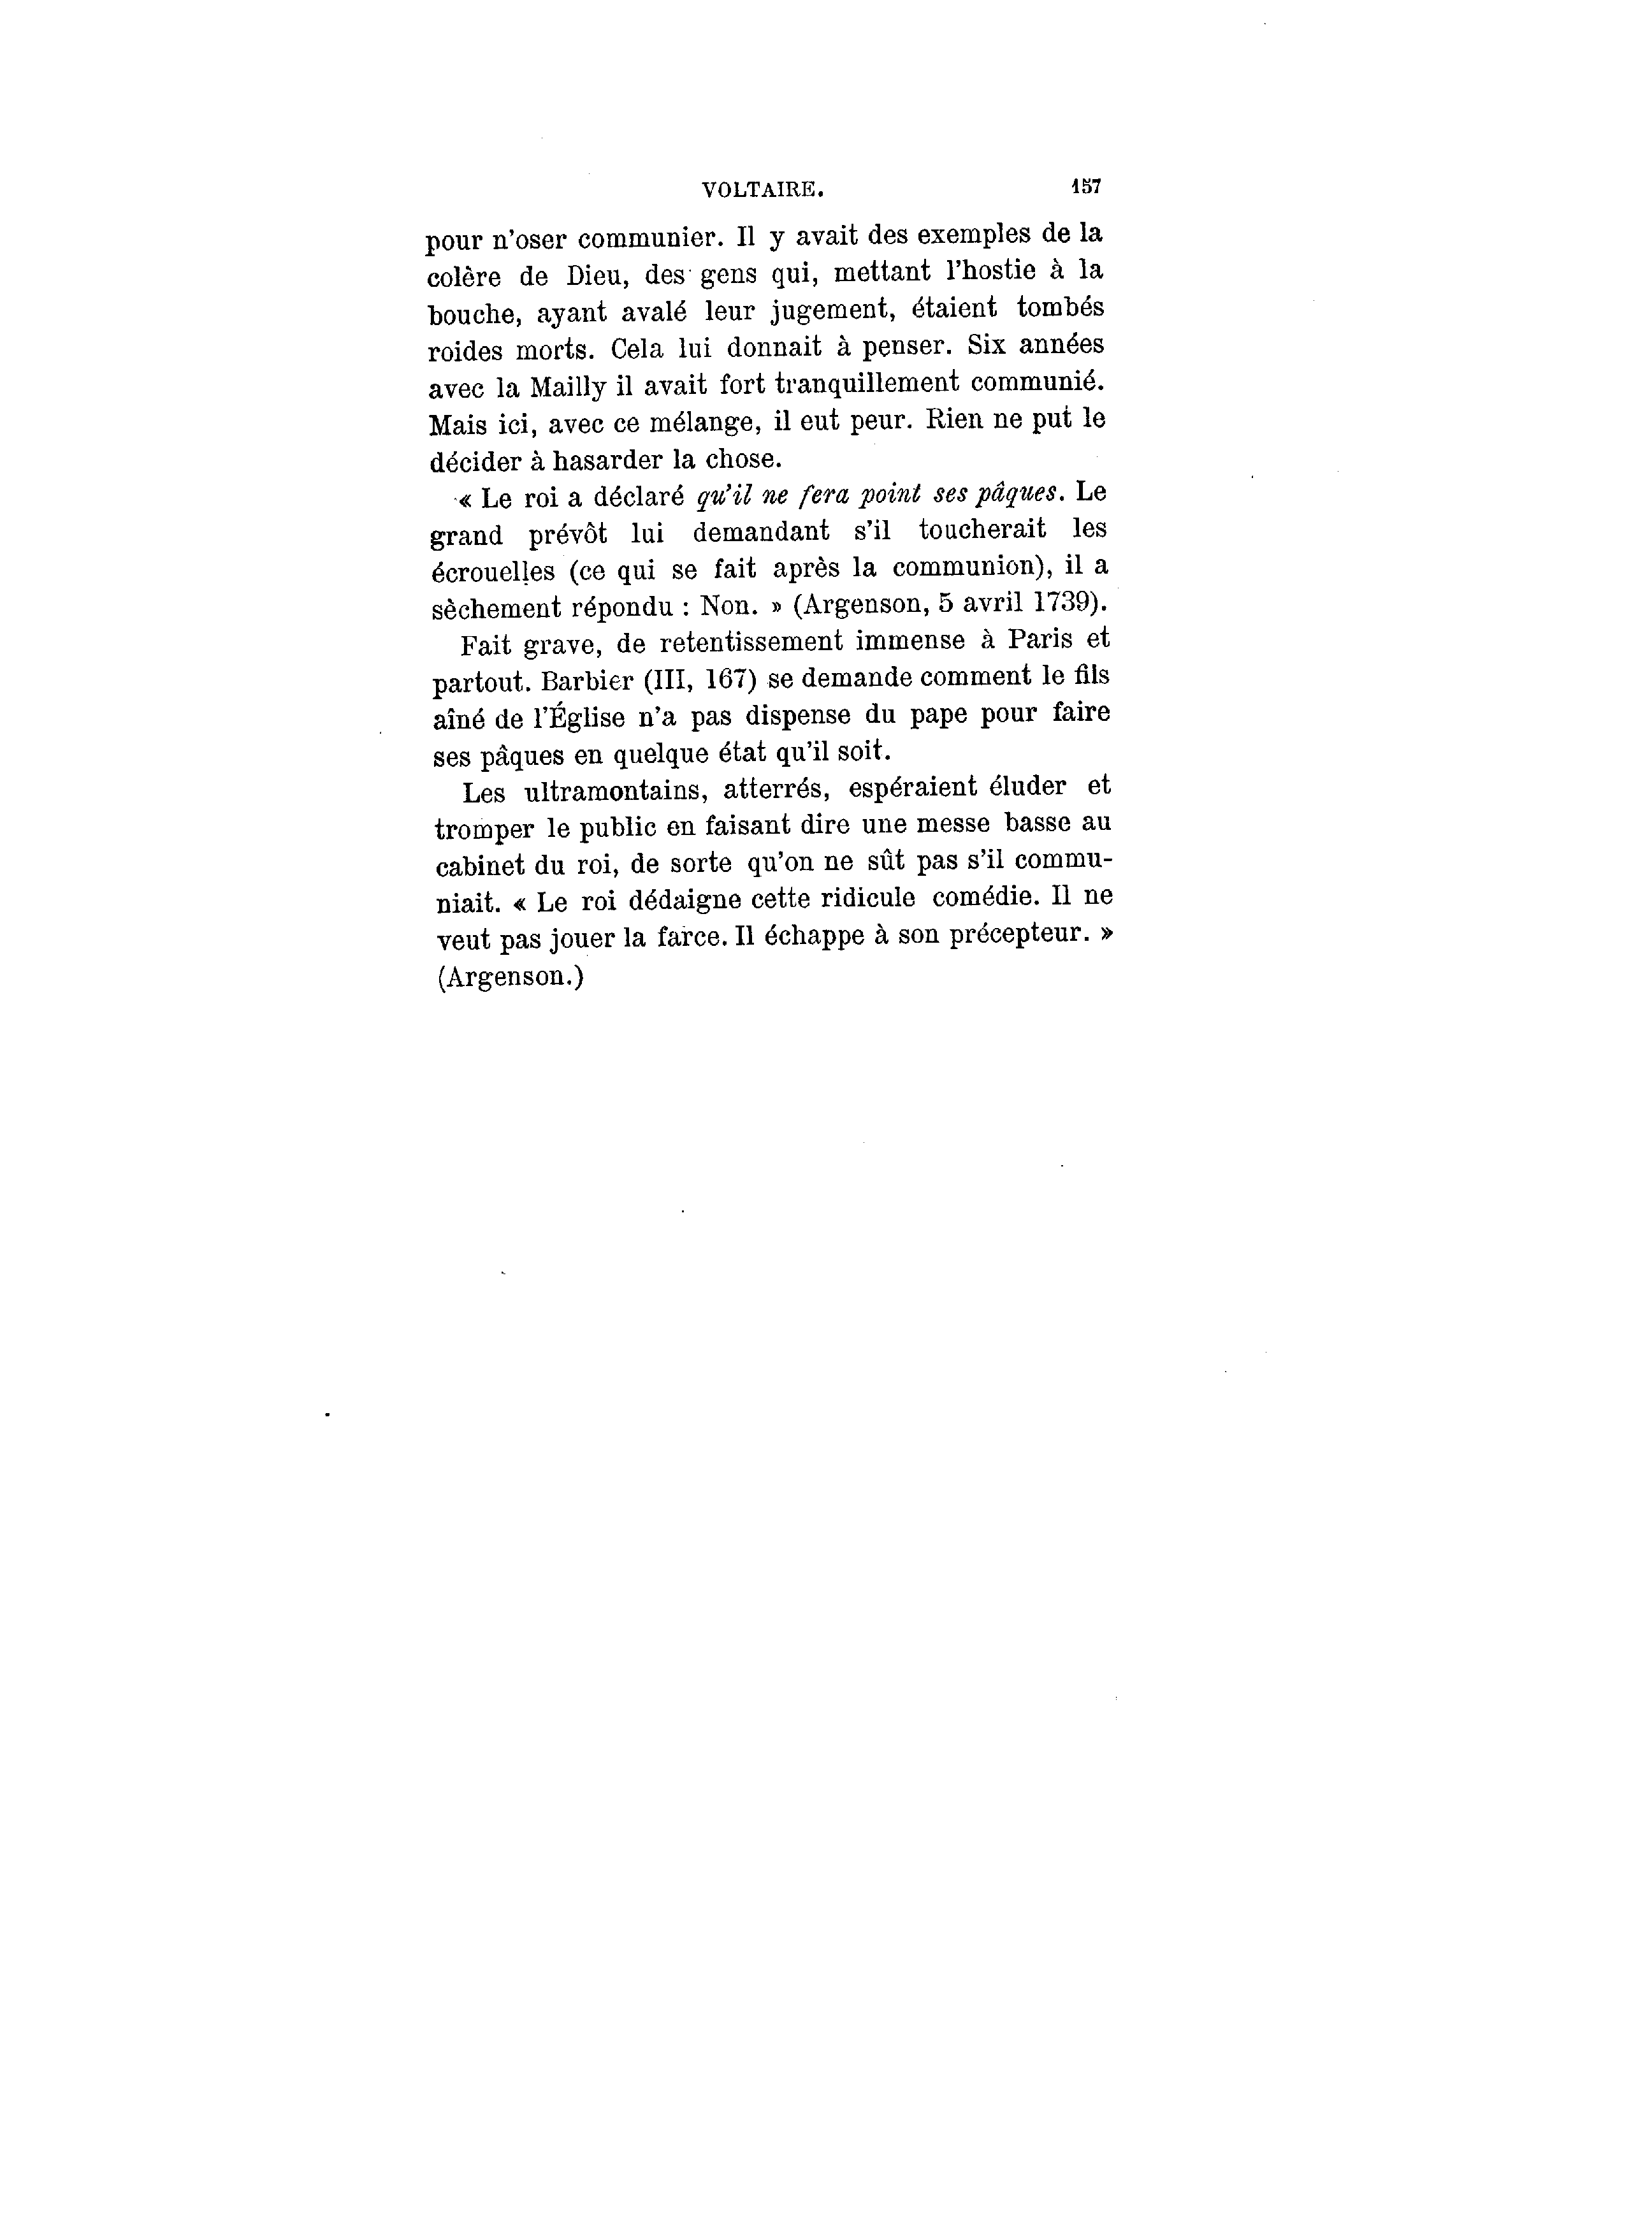 VOLTAIRE. 157
pour n'oser communier. Il y avait des exemples de la
colère de Dieu, des gens qui, mettant l'hostie à la
bouche, ayant avalé leur jugement, étaient tombés
roides morts. Cela lui donnait à penser. Six années
avec la Mailly il avait fort tranquillement communié.
Mais ici, avec ce mélange, il eut peur. Rien ne put le
décider à hasarder la chose.
« Le roi a déclaré qu'il ne fera point ses pâques. Le
grand prévôt lui demandant s'il toucherait les
écrouelles (ce qui se fait après la communion), il a
sèchement répondu : Non. » (Argenson, 5 avril 1739).
Fait grave, de retentissement immense à Paris et
partout. Barbier (III, 167) se demande comment le fils
aîné de l'Église n'a pas dispense du pape pour faire
ses pâques en quelque état qu'il soit.
Les ultramontains, atterrés, espéraient éluder et
tromper le public en faisant dire une messe basse au
cabinet du roi, de sorte qu'on ne sût pas s'il commu-
niait. « Le roi dédaigne cette ridicule comédie. Il ne
veut pas jouer la farce. Il échappe à son précepteur. »
(Argenson.)